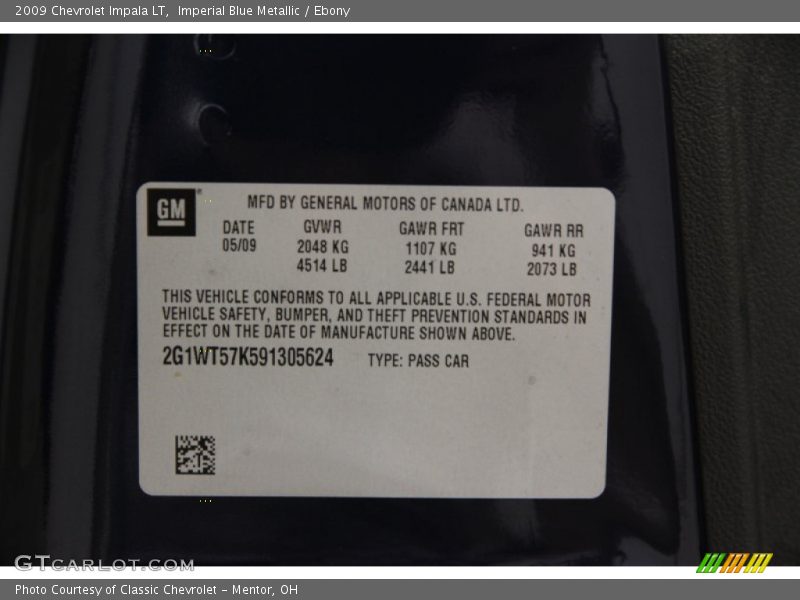 2009 Chevrolet Impala LT, Imperial Blue Metallic / Ebony
GM
MFD BY GENERAL MOTORS OF CANADA LTD.
DATE GVWR GAWR FRT GAWR RR
05/09 2048 KG 1107 KG 941 KG
4514 LB 2441 LB 2073 LB
THIS VEHICLE CONFORMS TO ALL APPLICABLE U.S. FEDERAL MOTOR
VEHICLE SAFETY, BUMPER, AND THEFT PREVENTION STANDARDS IN
EFFECT ON THE DATE OF MANUFACTURE SHOWN ABOVE.
2G1WT57K591305624 TYPE: PASS CAR
GTCARLOT.COM
Photo Courtesy of Classic Chevrolet - Mentor, OH